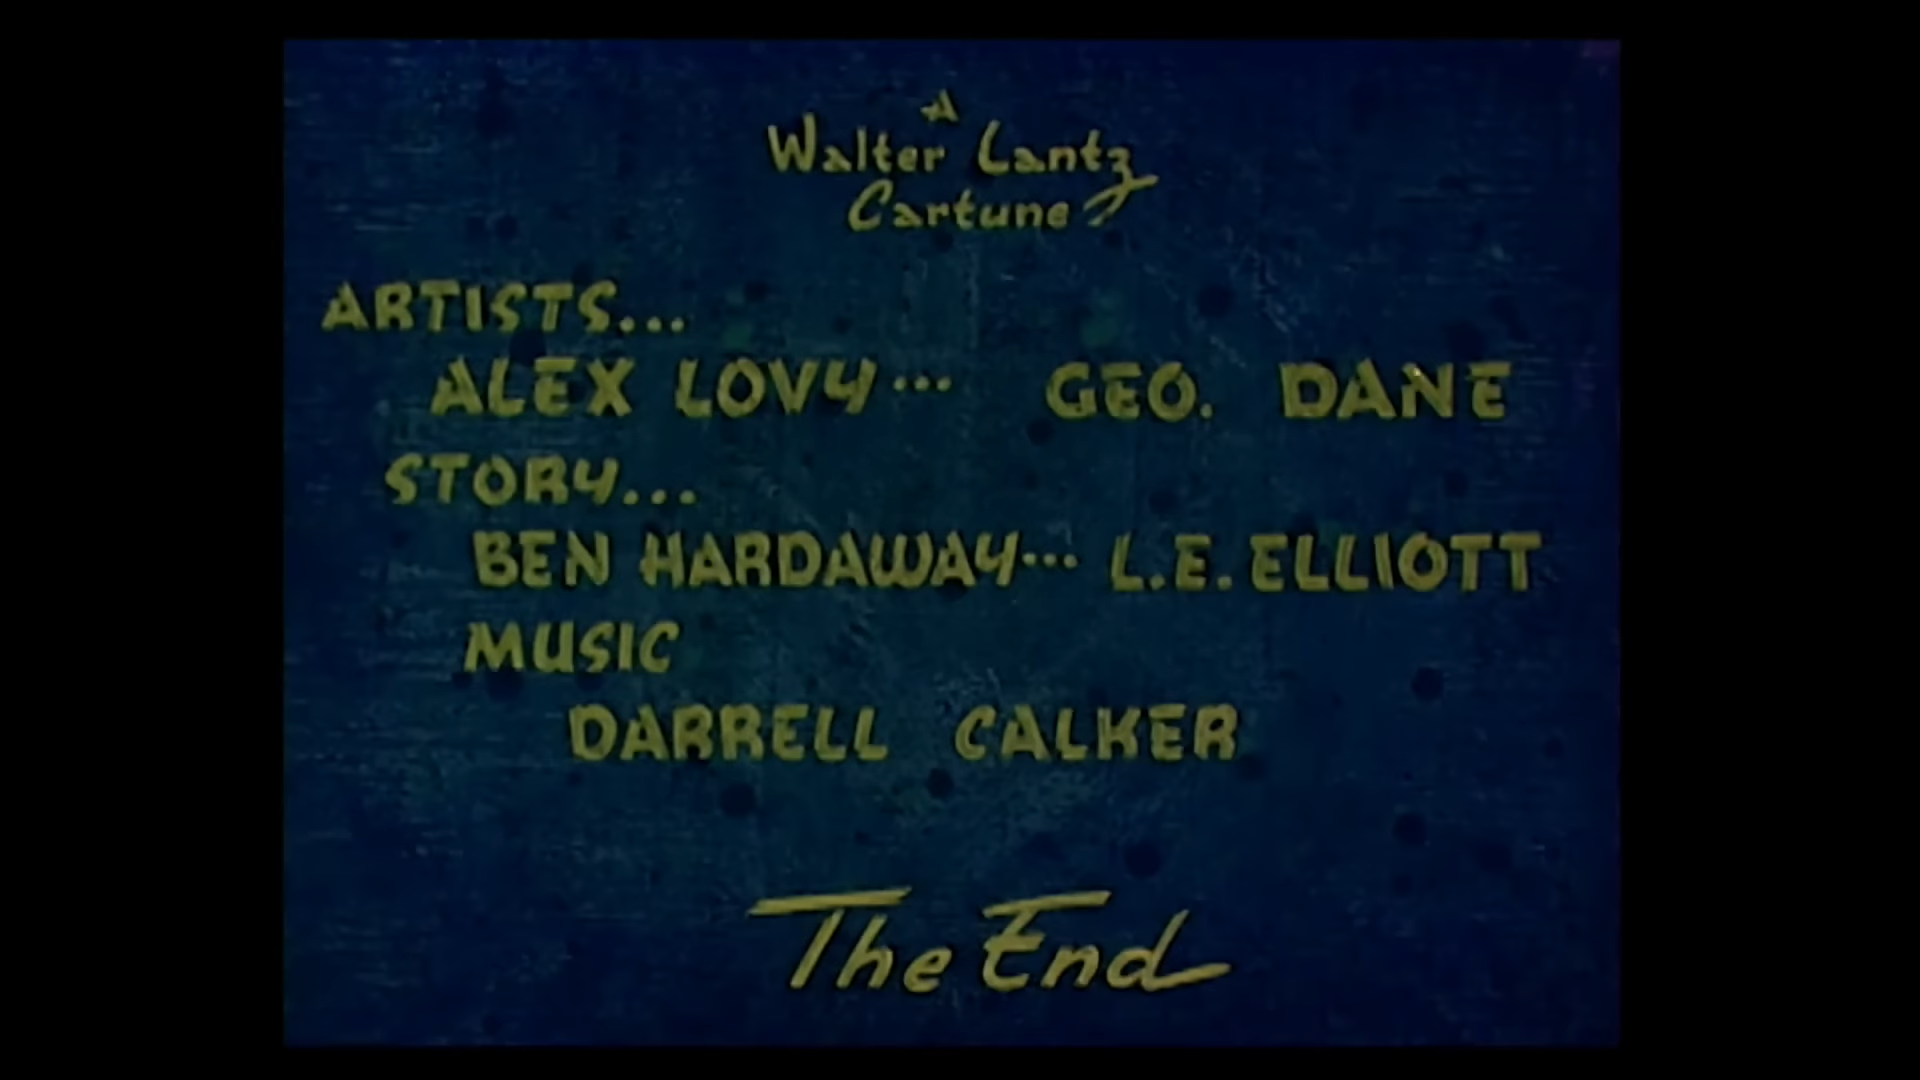 A
Walter Lantz
Cartune
ARTISTS...
ALEX LOVY... GEO. DANE
STORY...
BEN HARDAWAY... L.E. ELLIOTT
MUSIC
DARRELL CALKER
The End